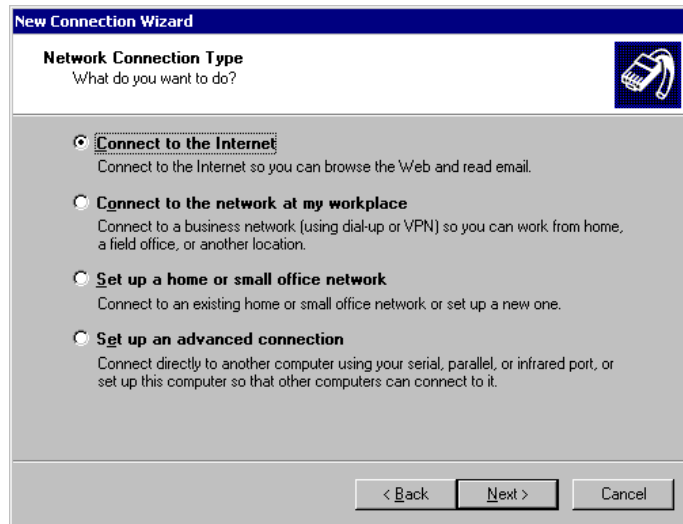 New Connection Wizard
Network Connection Type
What do you want to do?
Connect to the Internet
Connect to the Internet so you can browse the Web and read email.
Connect to the network at my workplace
Connect to a business network (using dial-up or VPN) so you can work from home,
a field office, or another location.
Set up a home or small office network
Connect to an existing home or small office network or set up a new one.
Set up an advanced connection
Connect directly to another computer using your serial, parallel, or infrared port, or
set up this computer so that other computers can connect to it.
< Back Next > Cancel